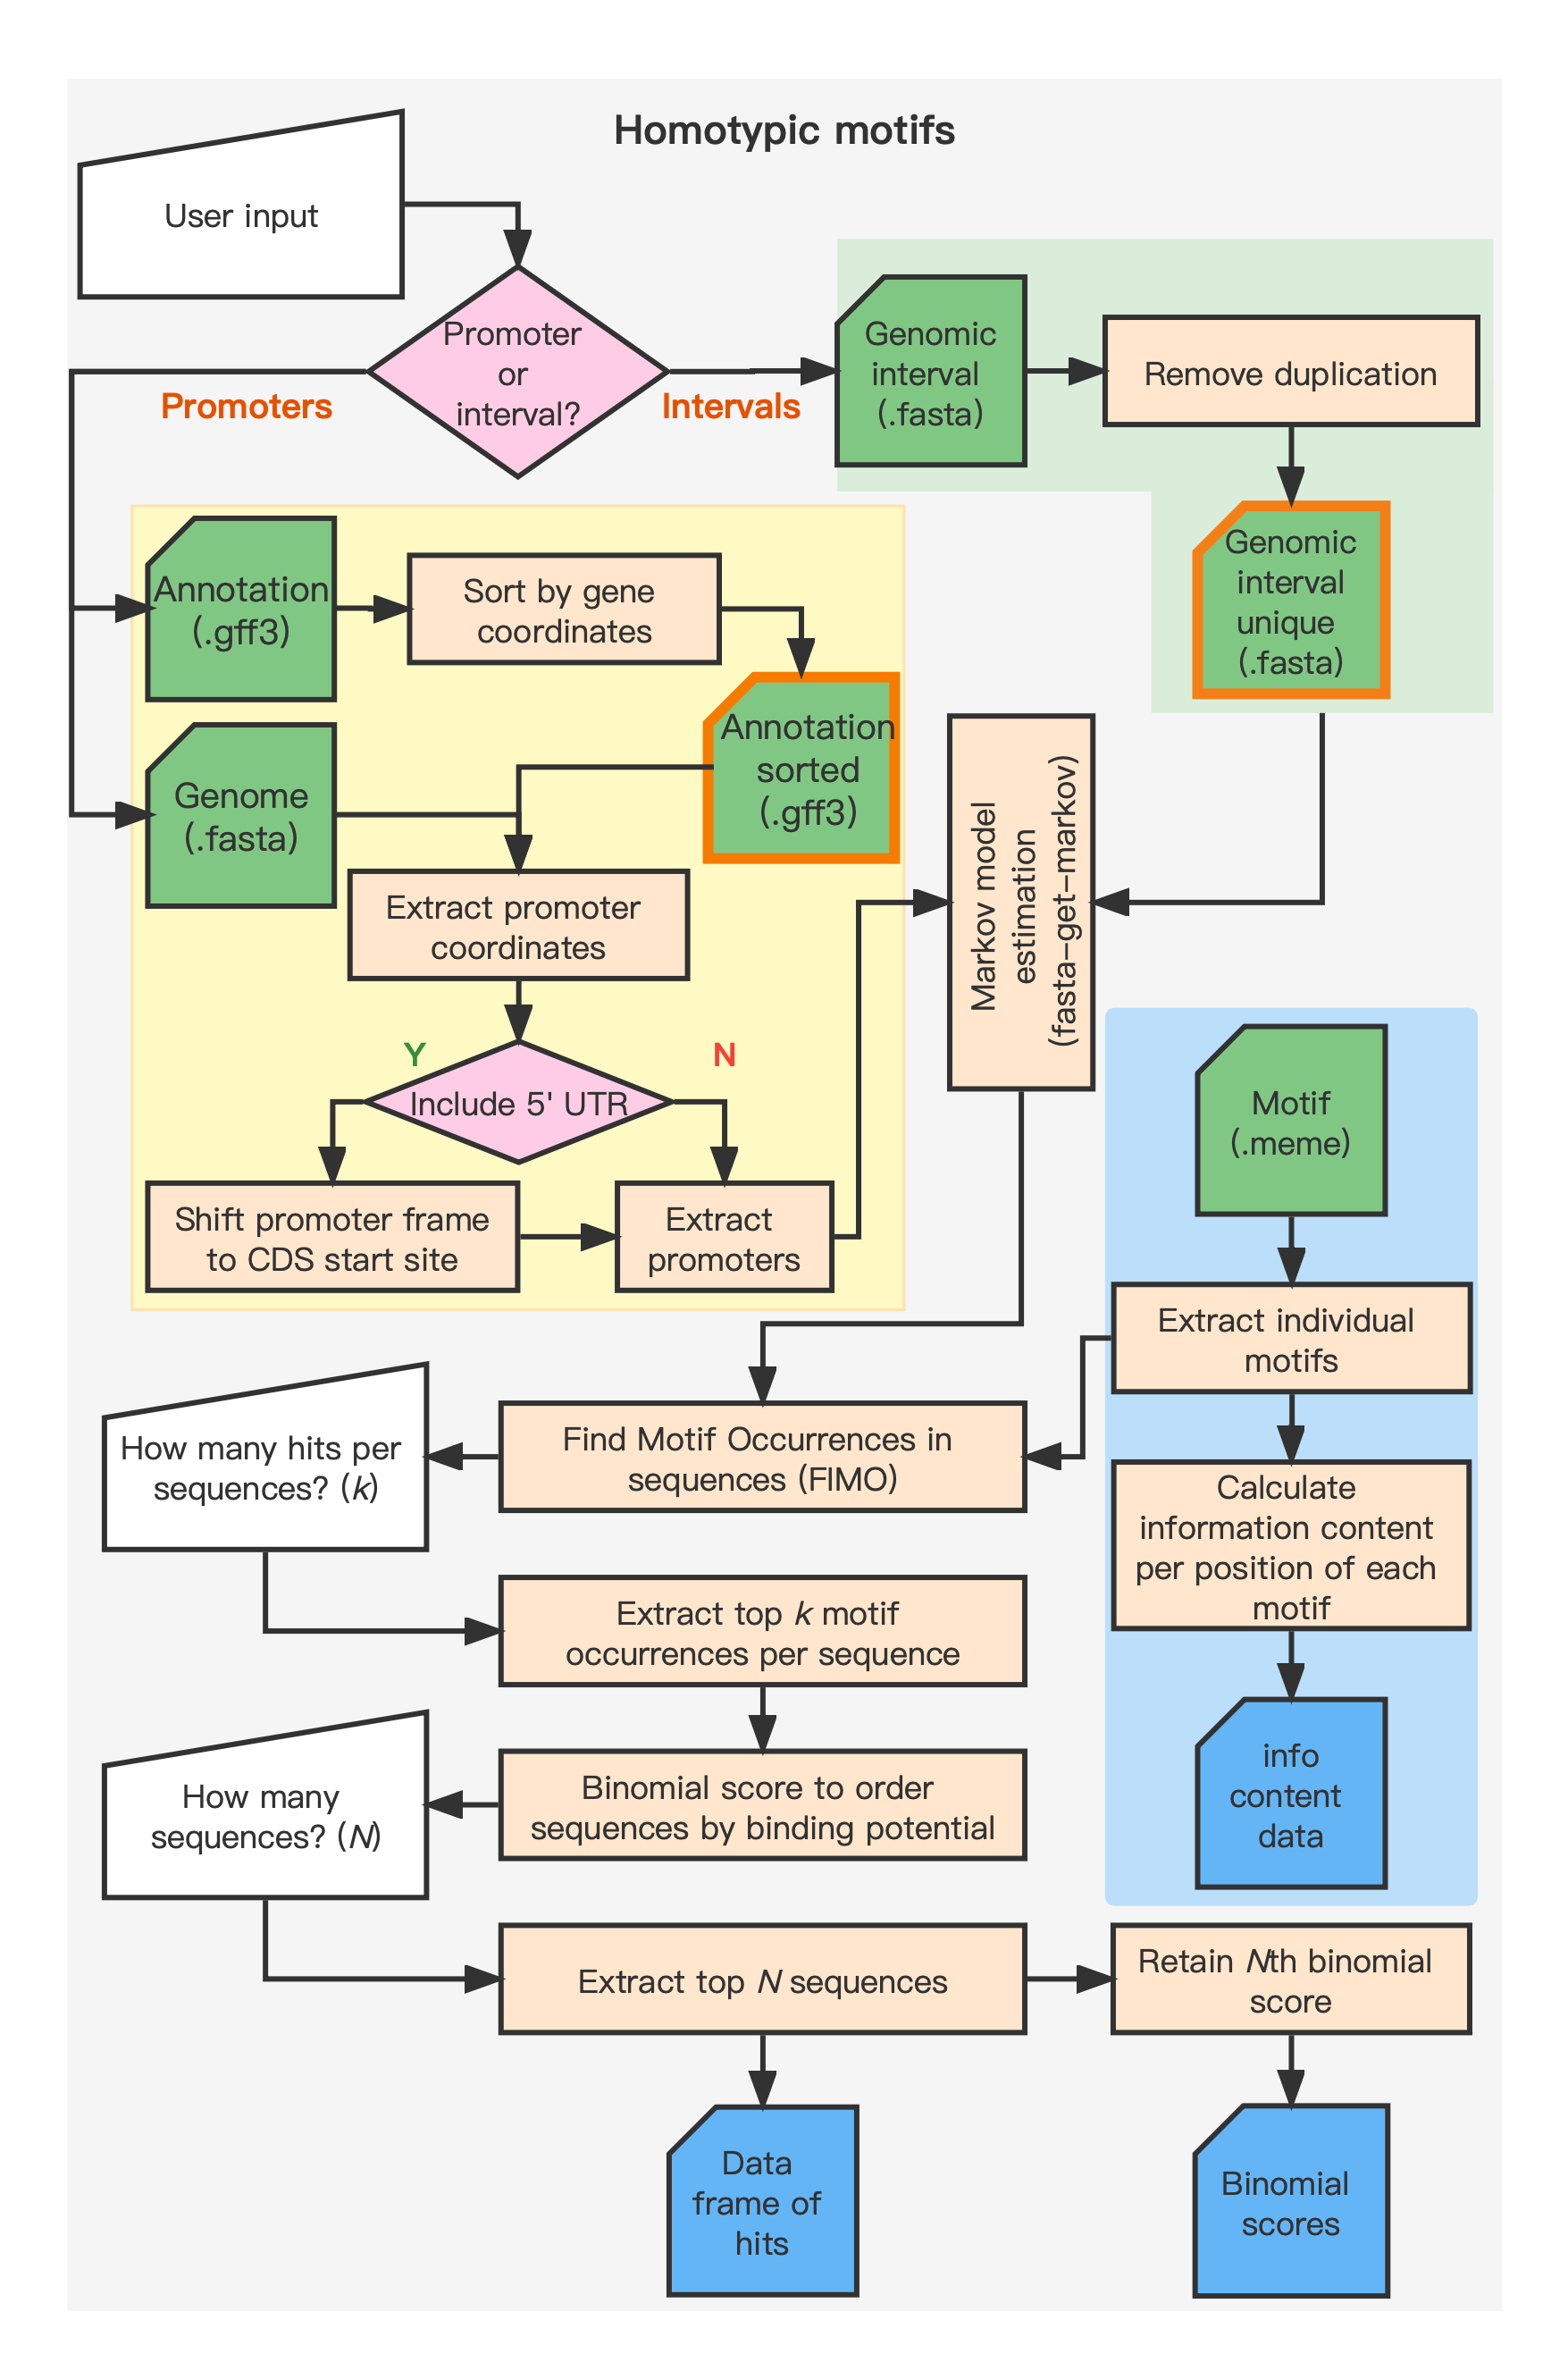 Homotypic motifs
User input
Promoter
or
interval?
Promoters
Intervals
Genomic
interval
(.fasta)
Remove duplication
Genomic
interval
unique
(.fasta)
Annotation
(.gff3)
Sort by gene
coordinates
Annotation
sorted
(.gff3)
Genome
(.fasta)
Extract promoter
coordinates
Y
N
Include 5' UTR
Shift promoter frame
to CDS start site
Extract
promoters
Markov model
estimation
(fasta-get-markov)
Motif
(.meme)
Extract individual
motifs
Calculate
information content
per position of each
motif
info
content
data
Find Motif Occurrences in
sequences (FIMO)
How many hits per
sequences? (k)
Extract top k motif
occurrences per sequence
Binomial score to order
sequences by binding potential
How many
sequences? (N)
Extract top N sequences
Retain Nth binomial
score
Data
frame of
hits
Binomial
scores